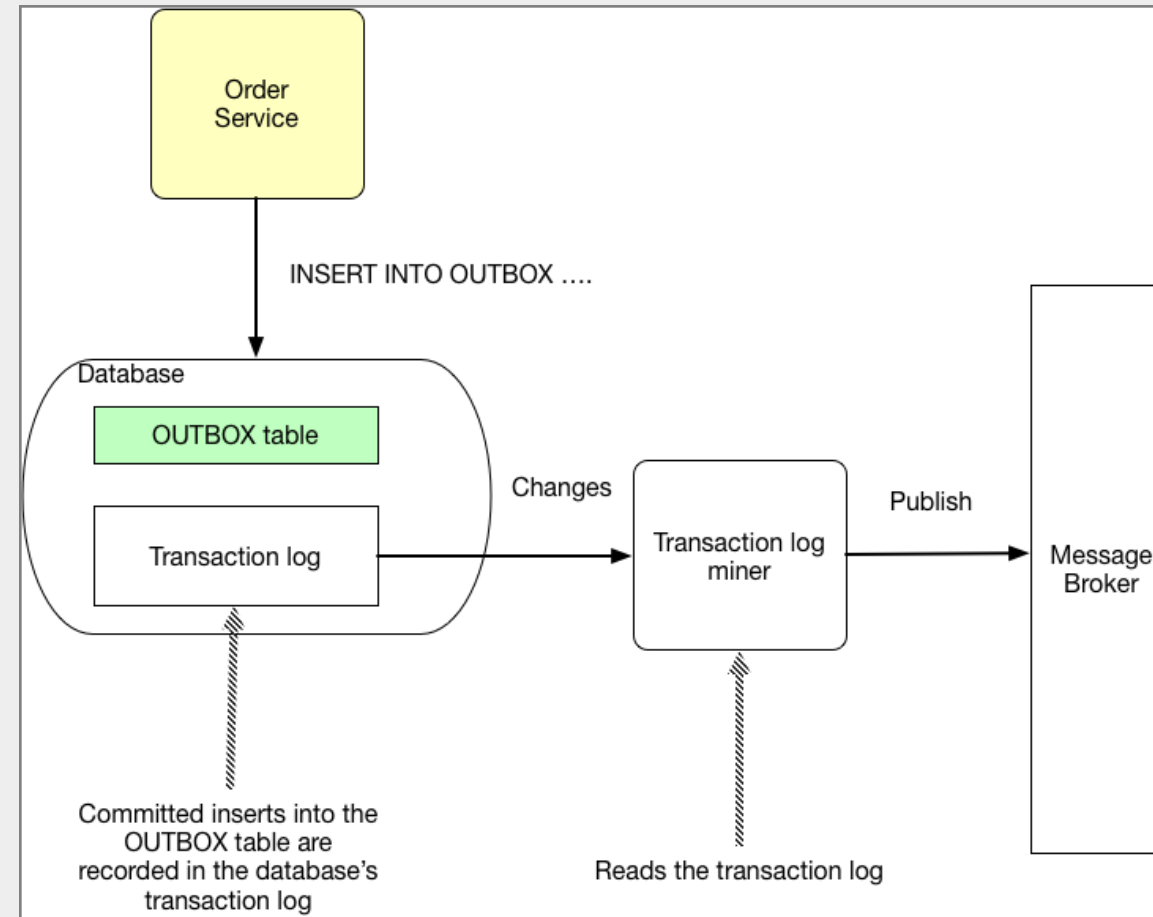 Order
Service
INSERT INTO OUTBOX ....
Database
OUTBOX table
Transaction log
Changes
Transaction log
miner
Publish
Message
Broker
Committed inserts into the
OUTBOX table are
recorded in the database's
transaction log
Reads the transaction log